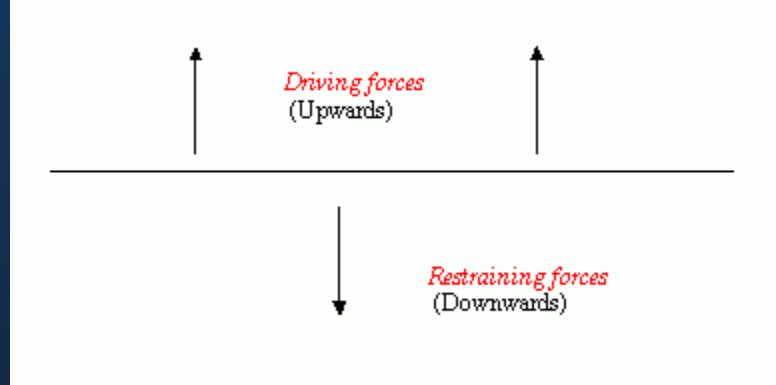 Driving forces
(Upwards)
Restraining forces
(Downwards)